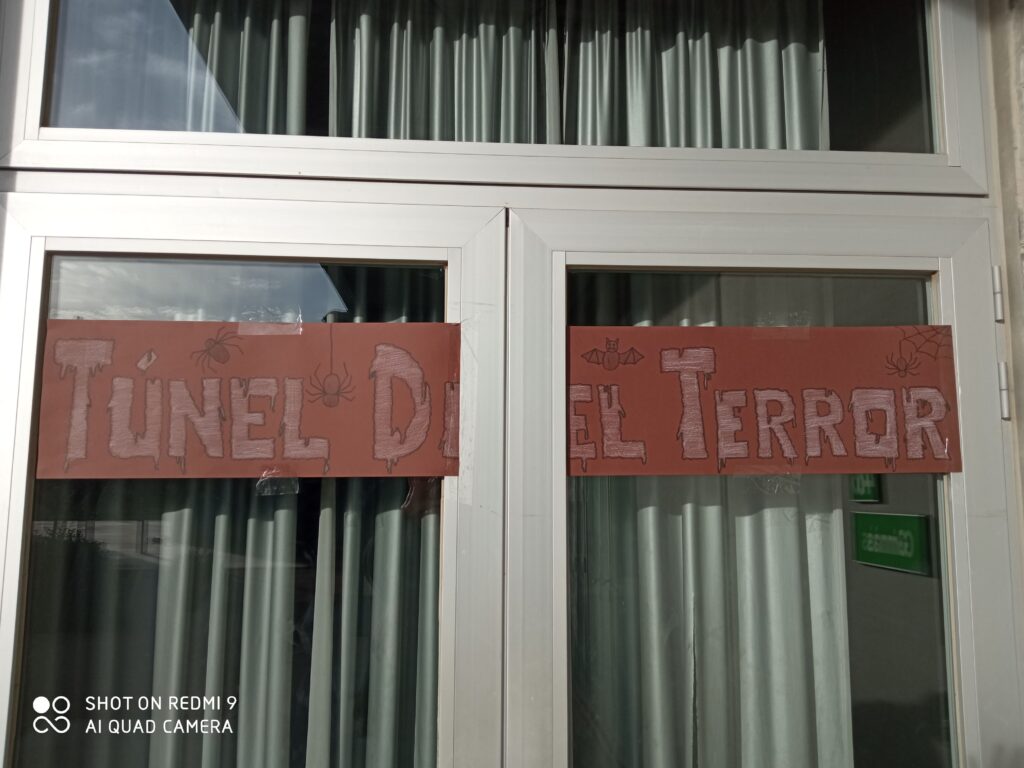 TÚNEL DEL TERROR
SHOT ON REDMI 9
AI QUAD CAMERA